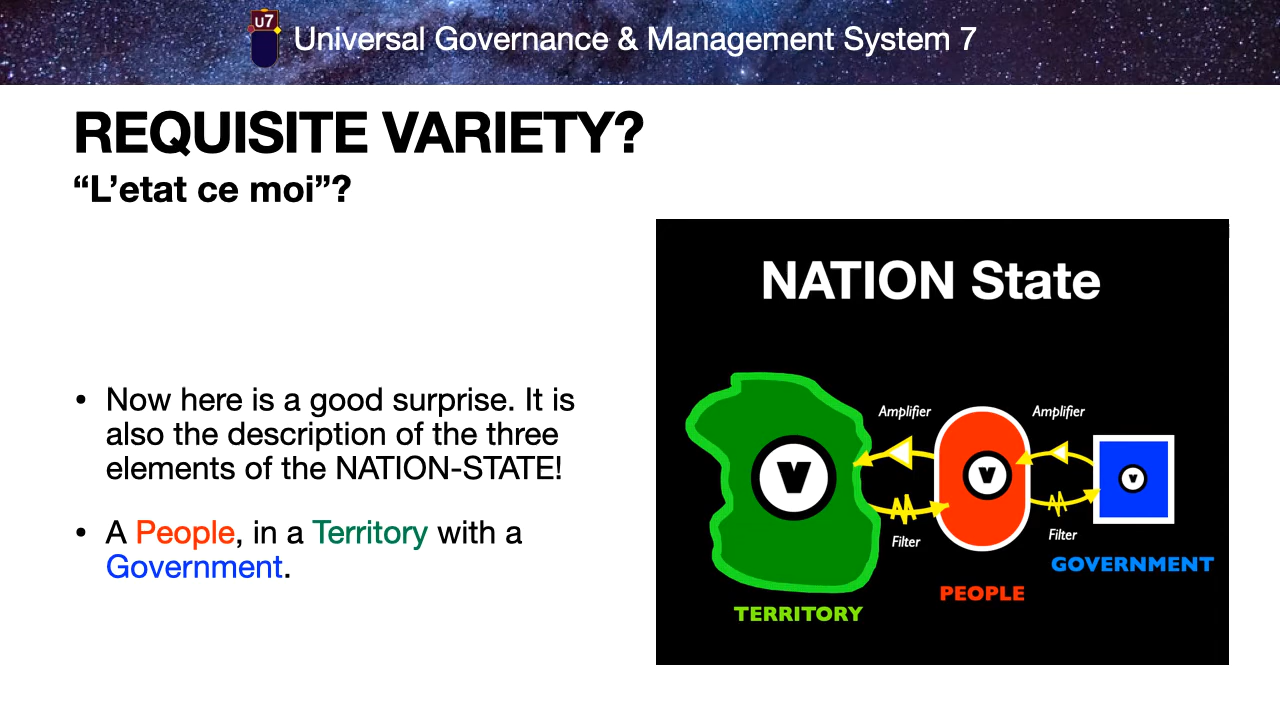 U7
Universal Governance & Management System 7
REQUISITE VARIETY?
“L’etat ce moi”?
• Now here is a good surprise. It is
also the description of the three
elements of the NATION-STATE!
• A People, in a Territory with a
Government.
NATION State
Amplifier
Amplifier
V
V
V
Filter
Filter
GOVERNMENT
PEOPLE
TERRITORY